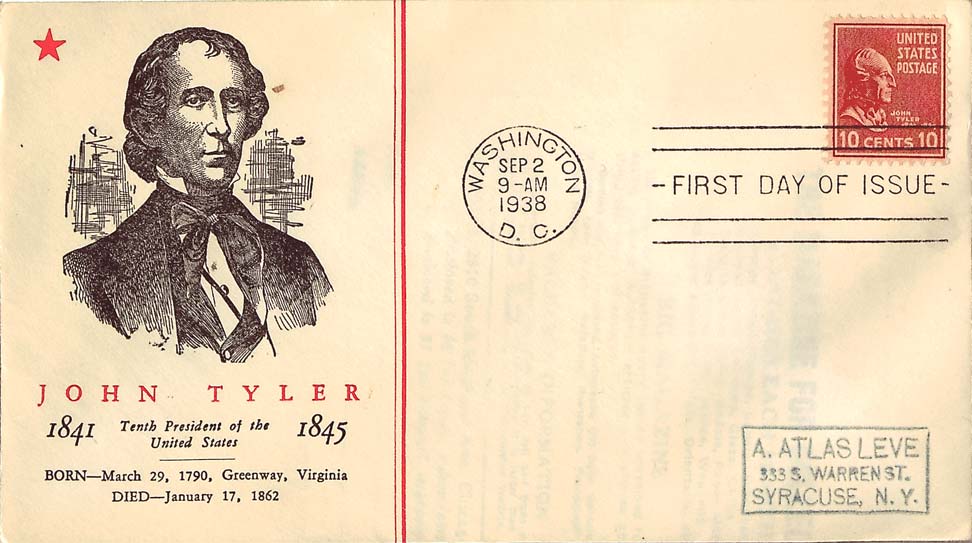 JOHN TYLER
1841 Tenth President of the United States 1845
BORN—March 29, 1790, Greenway, Virginia
DIED—January 17, 1862
WASHINGTON
SEP 2
9-AM
1938
D. C.
UNITED
STATES
POSTAGE
JOHN
TYLER
10 CENTS 10
-FIRST DAY OF ISSUE-
A. ATLAS LEVE
333 S. WARREN ST.
SYRACUSE, N. Y.